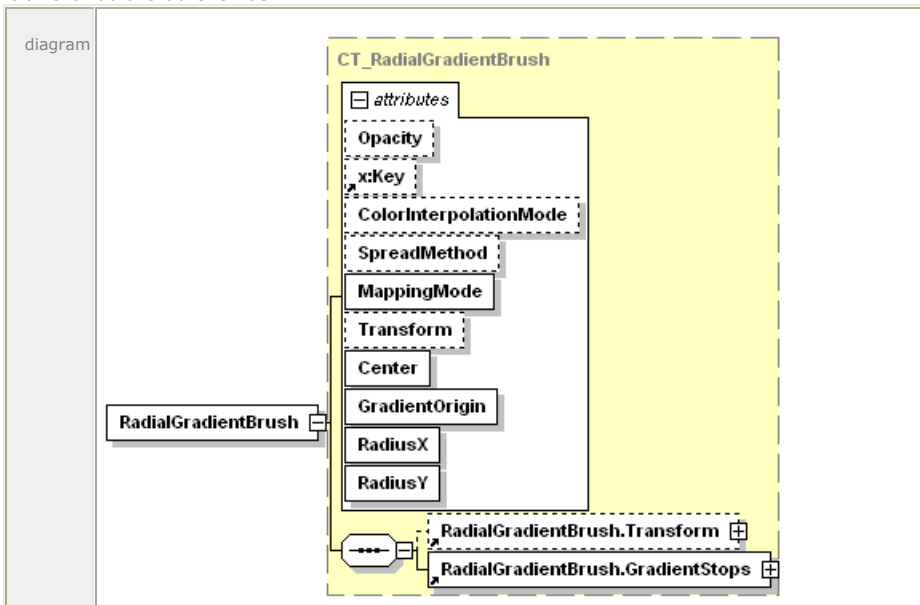 diagram
CT_RadialGradientBrush
attributes
Opacity
x:Key
ColorInterpolationMode
SpreadMethod
MappingMode
Transform
Center
GradientOrigin
RadialGradientBrush
RadiusX
RadiusY
RadialGradientBrush.Transform
RadialGradientBrush.GradientStops